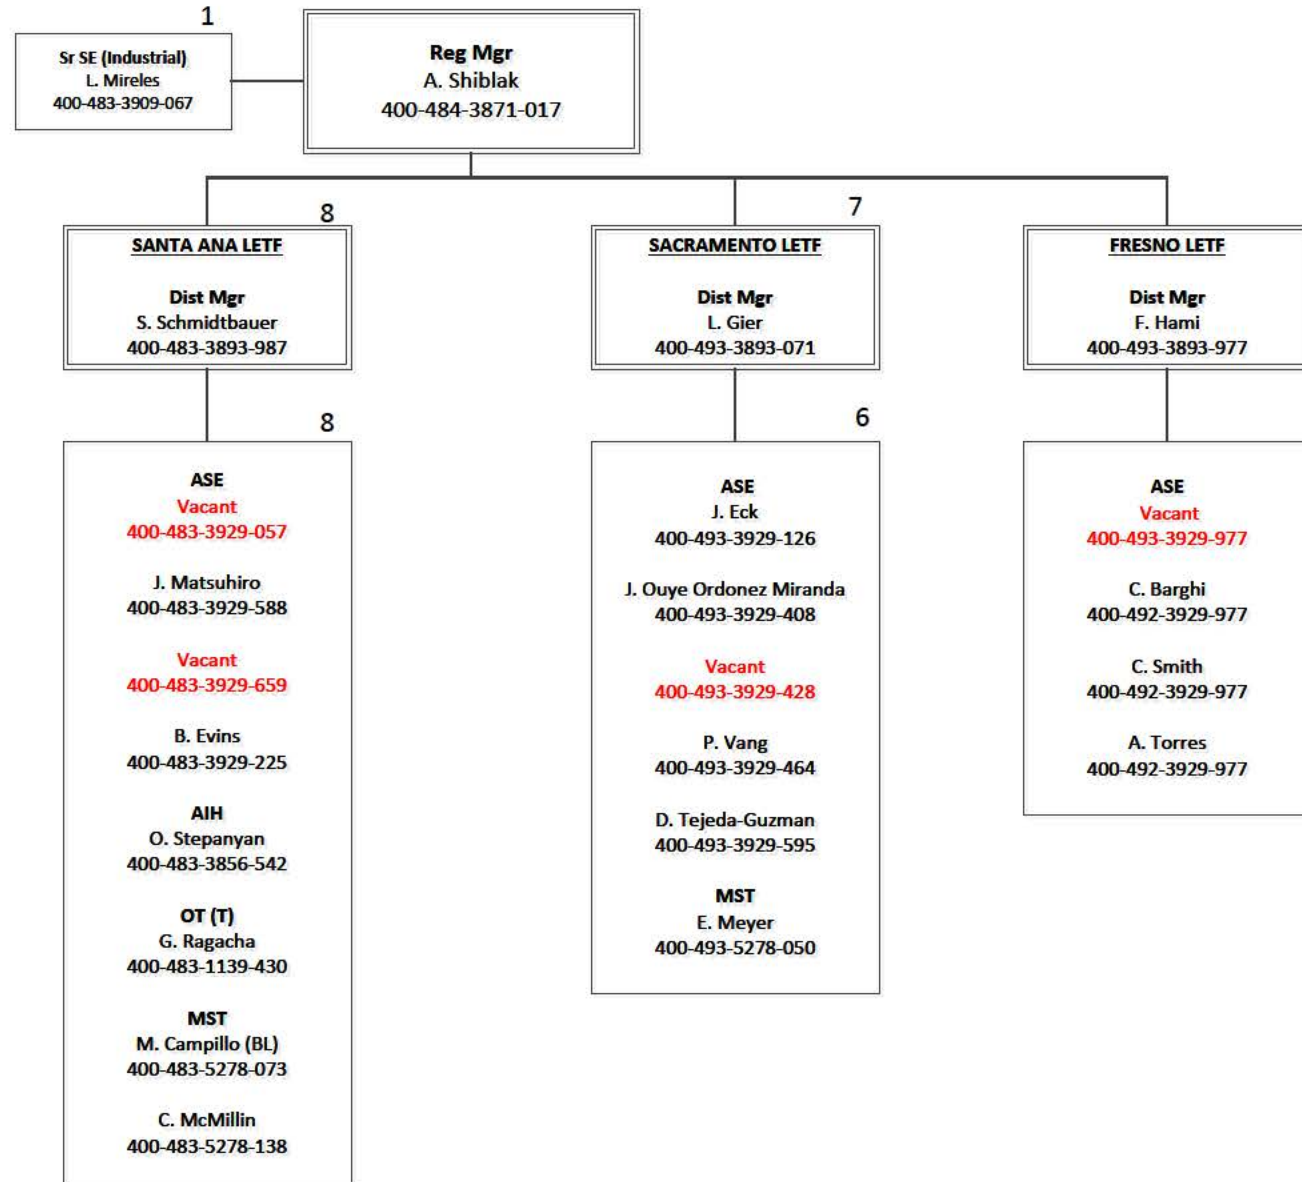 1
Sr SE (Industrial)
L. Mireles
400-483-3909-067
Reg Mgr
A. Shiblak
400-484-3871-017
8
SANTA ANA LETF
Dist Mgr
S. Schmidtbauer
400-483-3893-987
7
SACRAMENTO LETF
Dist Mgr
L. Gier
400-493-3893-071
FRESNO LETF
Dist Mgr
F. Hami
400-493-3893-977
8
ASE
Vacant
400-483-3929-057
J. Matsuhiro
400-483-3929-588
Vacant
400-483-3929-659
B. Evins
400-483-3929-225
AIH
O. Stepanyan
400-483-3856-542
OT (T)
G. Ragacha
400-483-1139-430
MST
M. Campillo (BL)
400-483-5278-073
C. McMillin
400-483-5278-138
6
ASE
J. Eck
400-493-3929-126
J. Ouye Ordonez Miranda
400-493-3929-408
Vacant
400-493-3929-428
P. Vang
400-493-3929-464
D. Tejeda-Guzman
400-493-3929-595
MST
E. Meyer
400-493-5278-050
ASE
Vacant
400-493-3929-977
C. Barghi
400-492-3929-977
C. Smith
400-492-3929-977
A. Torres
400-492-3929-977